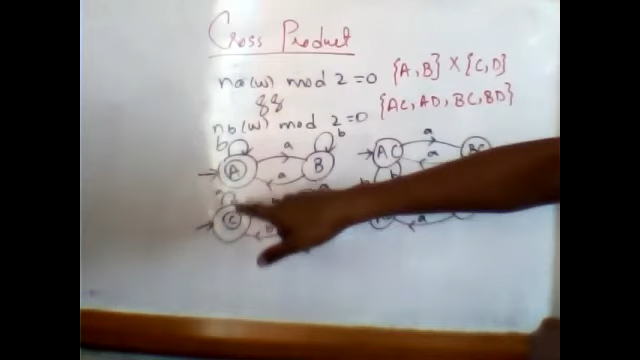 Cross Product
na(w) mod 2 = 0 {A, B} X {C, D}
&&
{AC, AD, BC, BD}
nb(w) mod 2 = 0
b b
a a
A B AC BC
a a
b
C a